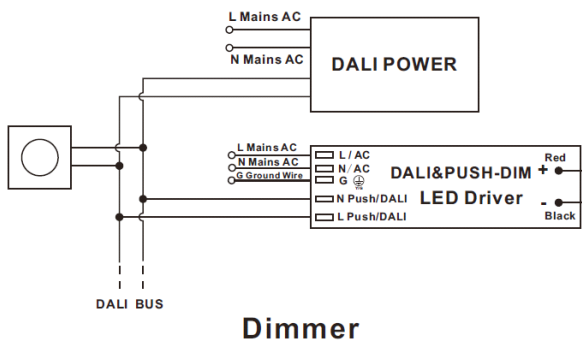 L Mains AC
N Mains AC
DALI POWER
L Mains AC
N Mains AC
G Ground Wire
L / AC
N/ AC
G
N Push/DALI
L Push/DALI
DALI&PUSH-DIM
LED Driver
Red
+
-
Black
DALI BUS
Dimmer